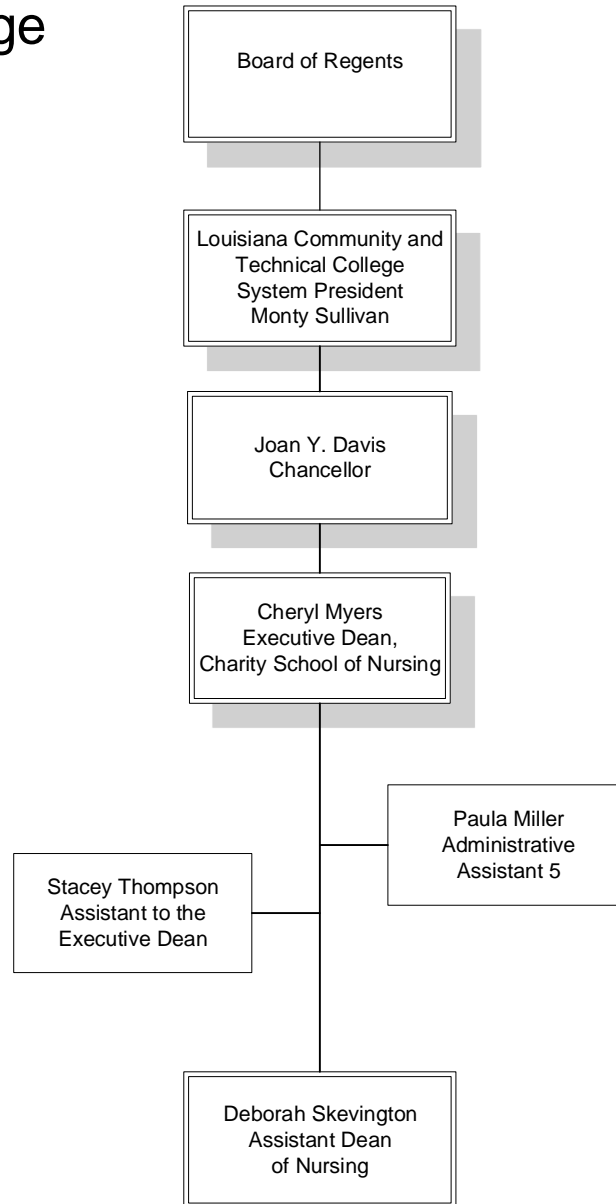 ge
Board of Regents
Louisiana Community and
Technical College
System President
Monty Sullivan
Joan Y. Davis
Chancellor
Cheryl Myers
Executive Dean,
Charity School of Nursing
Paula Miller
Administrative
Assistant 5
Stacey Thompson
Assistant to the
Executive Dean
Deborah Skevington
Assistant Dean
of Nursing